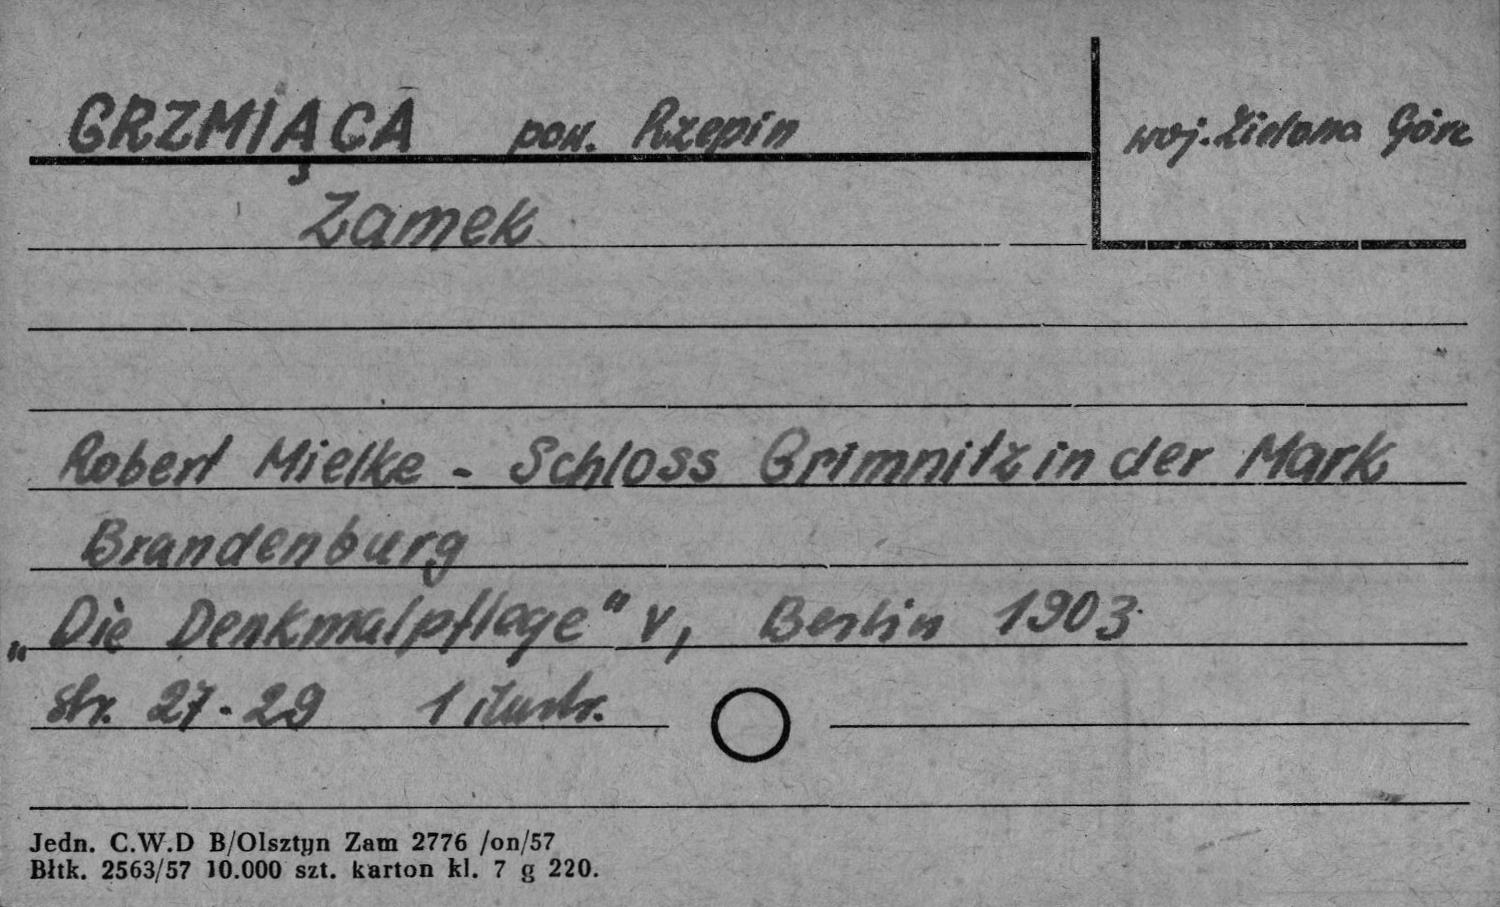 GRZMIĄCA pow. Rzepin
woj. Zielona Góra
Zamek
Robert Mielke - Schloss Grimnitz in der Mark
Brandenburg
„Die Denkmalpflege" V, Berlin 1903
str. 27-29 1 ilustr.
Jedn. C.W.D B/Olsztyn Zam 2776 /on/57
Błtk. 2563/57 10.000 szt. karton kl. 7 g 220.